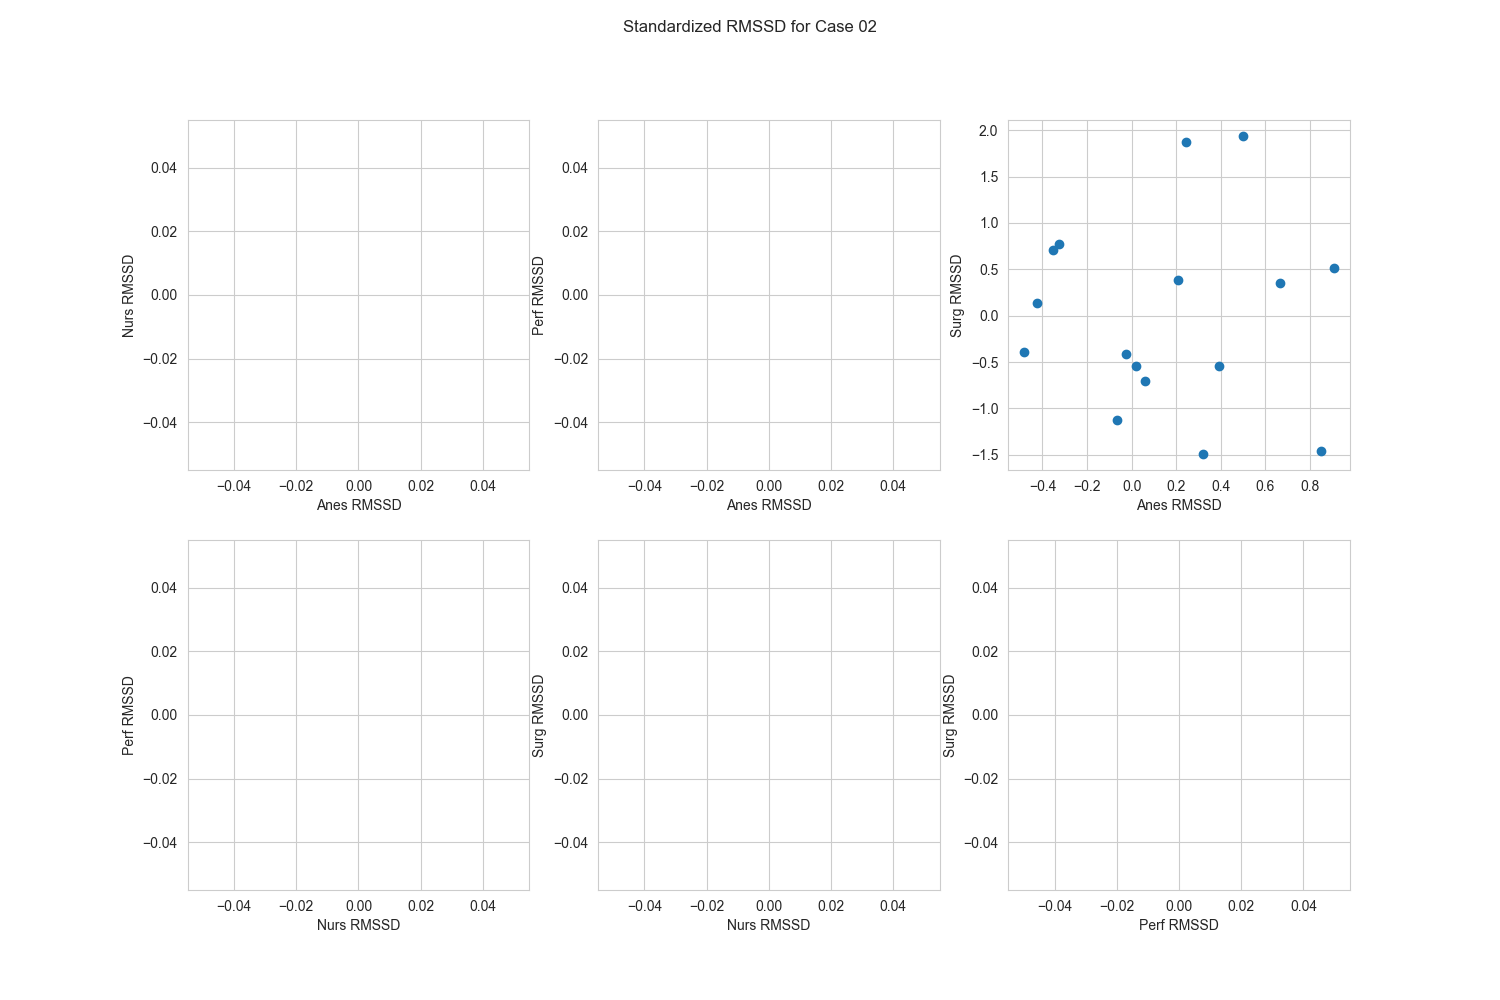 Standardized RMSSD for Case 02
0.04
0.02
0.00
−0.02
−0.04
Nurs RMSSD
−0.04 −0.02 0.00 0.02 0.04
Anes RMSSD
0.04
0.02
0.00
−0.02
−0.04
Perf RMSSD
−0.04 −0.02 0.00 0.02 0.04
Anes RMSSD
2.0
1.5
1.0
0.5
0.0
−0.5
−1.0
−1.5
Surg RMSSD
−0.4 −0.2 0.0 0.2 0.4 0.6 0.8
Anes RMSSD
0.04
0.02
0.00
−0.02
−0.04
Perf RMSSD
−0.04 −0.02 0.00 0.02 0.04
Nurs RMSSD
0.04
0.02
0.00
−0.02
−0.04
Surg RMSSD
−0.04 −0.02 0.00 0.02 0.04
Nurs RMSSD
0.04
0.02
0.00
−0.02
−0.04
Surg RMSSD
−0.04 −0.02 0.00 0.02 0.04
Perf RMSSD